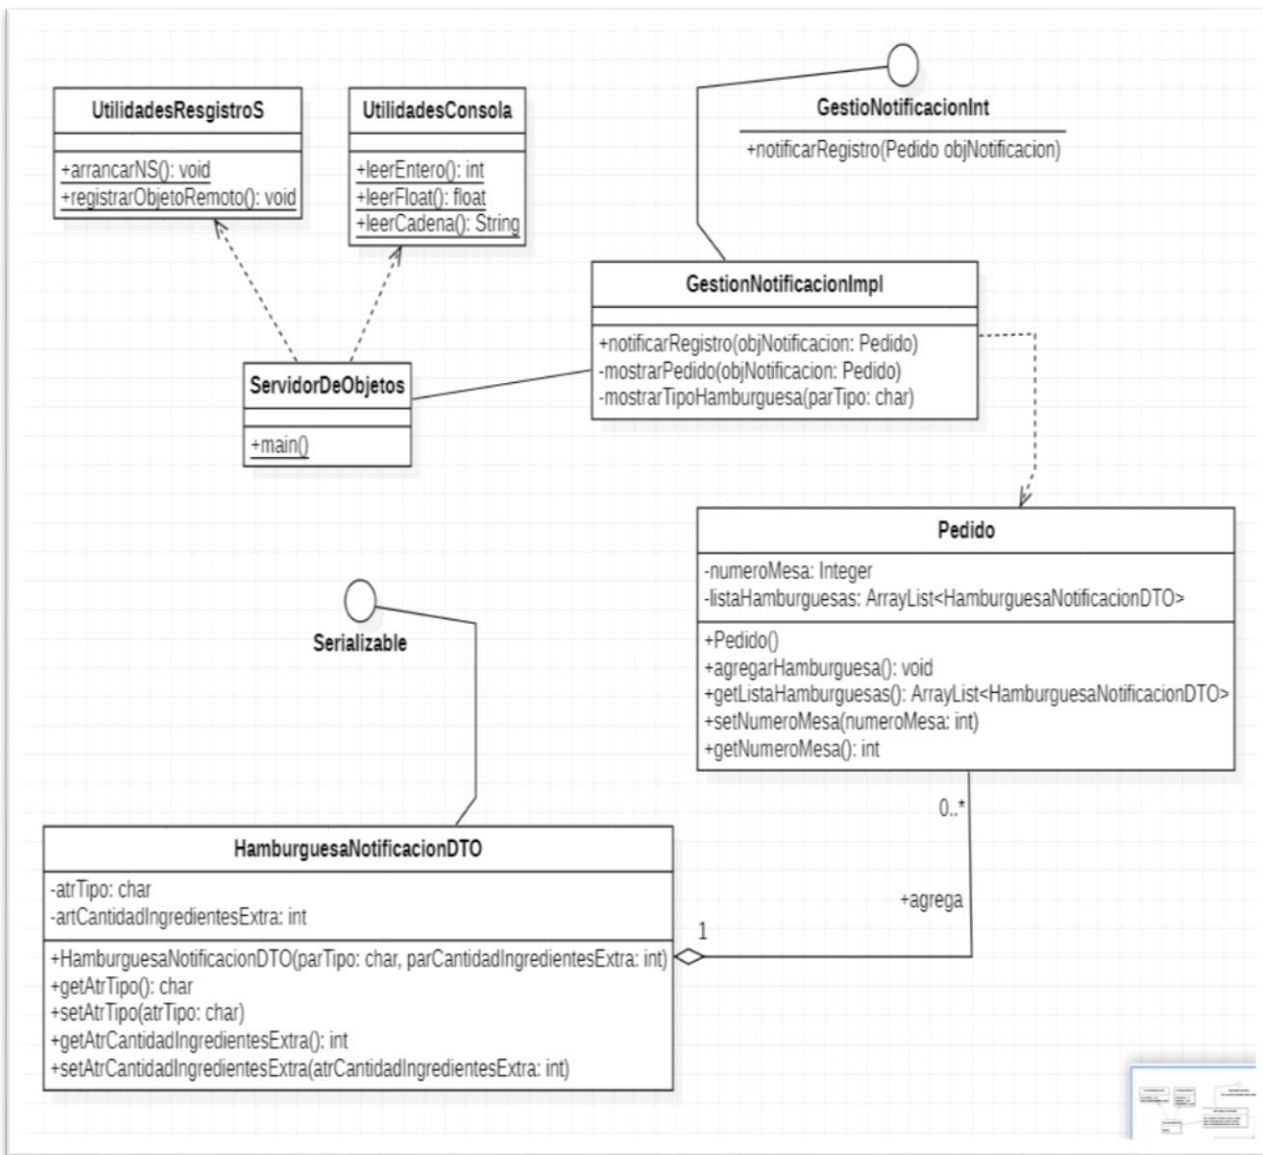 UtilidadesResgistroS
+arrancarNS(): void
+registrarObjetoRemoto(): void
UtilidadesConsola
+leerEntero(): int
+leerFloat(): float
+leerCadena(): String
GestioNotificacionInt
+notificarRegistro(Pedido objNotificacion)
GestionNotificacionImpl
+notificarRegistro(objNotificacion: Pedido)
-mostrarPedido(objNotificacion: Pedido)
-mostrarTipoHamburguesa(parTipo: char)
ServidorDeObjetos
+main()
Pedido
-numeroMesa: Integer
-listaHamburguesas: ArrayList<HamburguesaNotificacionDTO>
+Pedido()
+agregarHamburguesa(): void
+getListaHamburguesas(): ArrayList<HamburguesaNotificacionDTO>
+setNumeroMesa(numeroMesa: int)
+getNumeroMesa(): int
Serializable
0..*
+agrega
1
HamburguesaNotificacionDTO
-atrTipo: char
-artCantidadIngredientesExtra: int
+HamburguesaNotificacionDTO(parTipo: char, parCantidadIngredientesExtra: int)
+getAtrTipo(): char
+setAtrTipo(atrTipo: char)
+getAtrCantidadIngredientesExtra(): int
+setAtrCantidadIngredientesExtra(atrCantidadIngredientesExtra: int)